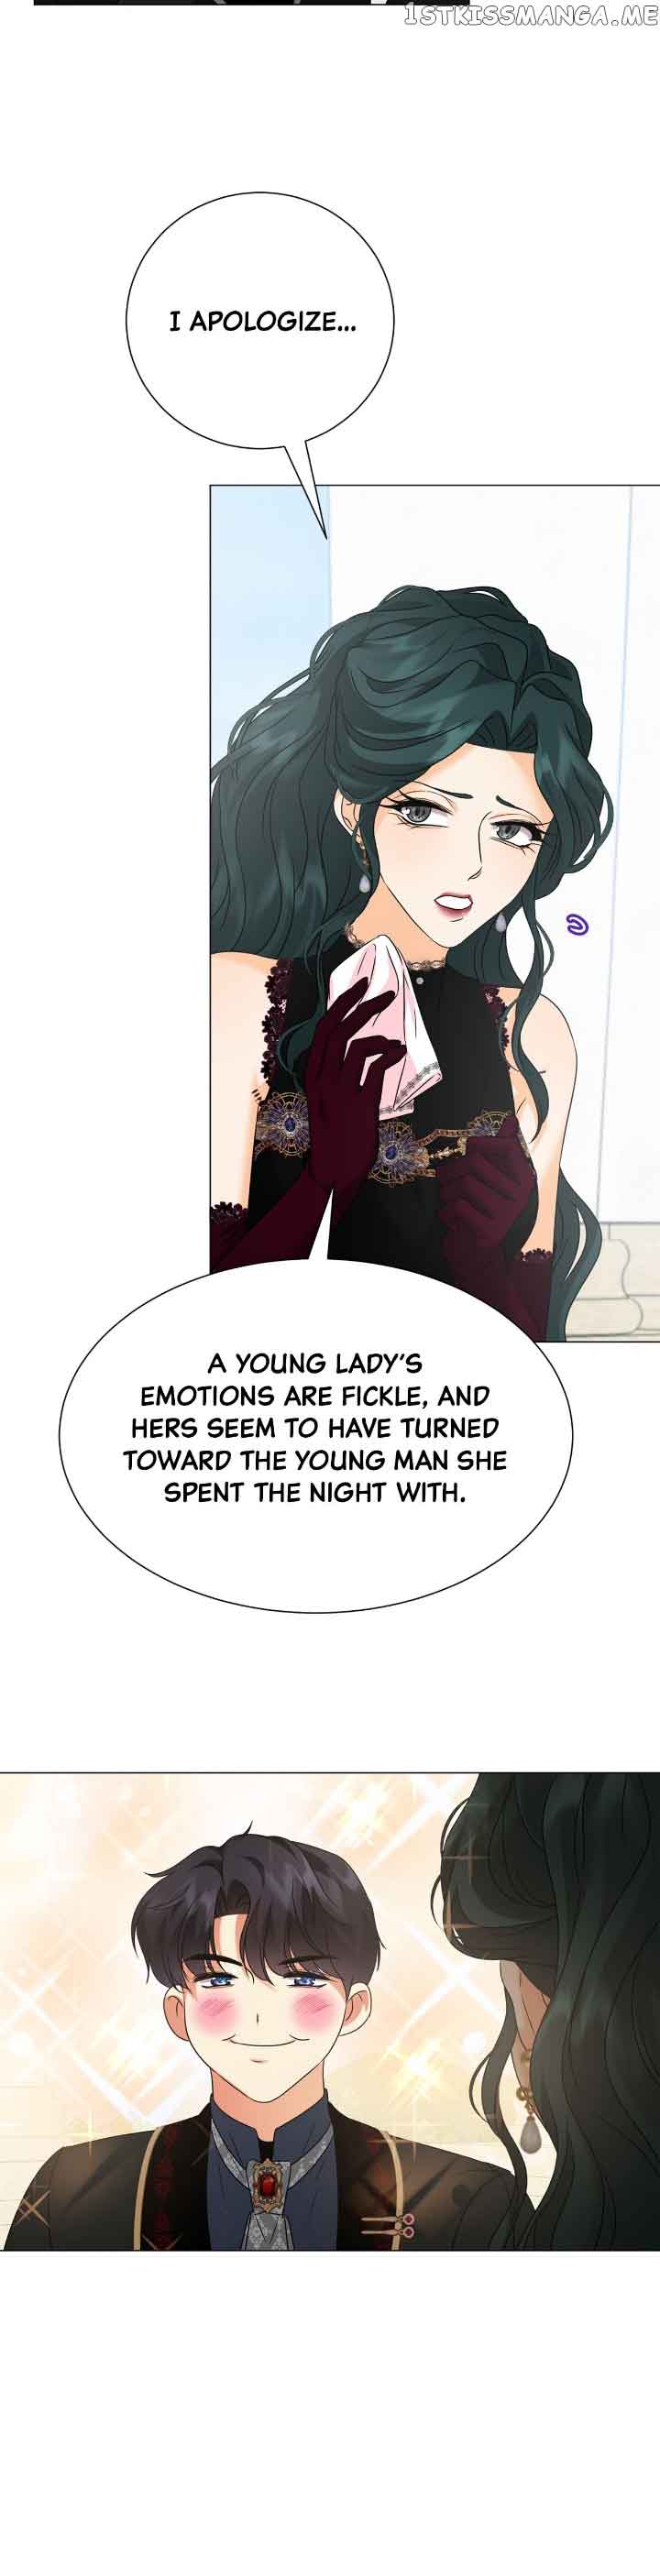 1STKISSMANGA.ME
I APOLOGIZE...
A YOUNG LADY'S
EMOTIONS ARE FICKLE, AND
HERS SEEM TO HAVE TURNED
TOWARD THE YOUNG MAN SHE
SPENT THE NIGHT WITH.